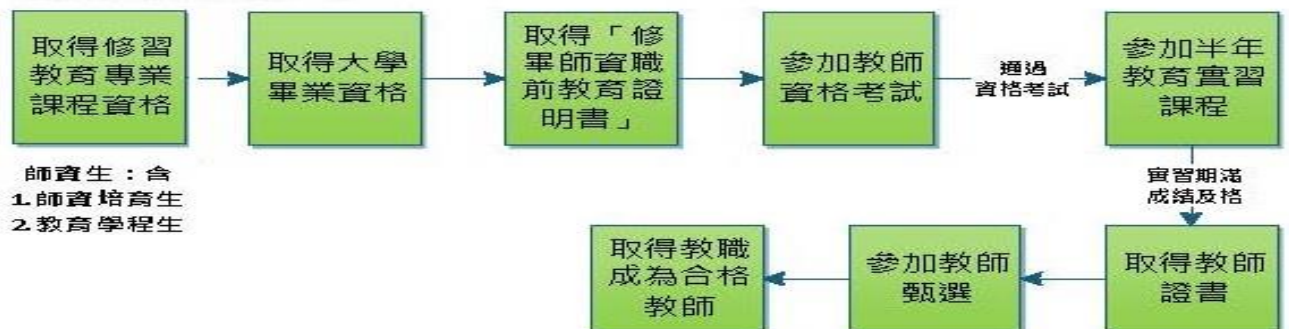 取得修習
教育專業
課程資格
取得大學
畢業資格
取得「修
畢師資職
前教育證
明書」
參加教師
資格考試
通過
資格考試
參加半年
教育實習
課程
師資生：含
1.師資培育生
2.教育學程生
實習期滿
成績及格
取得教師
證書
參加教師
甄選
取得教職
成為合格
教師